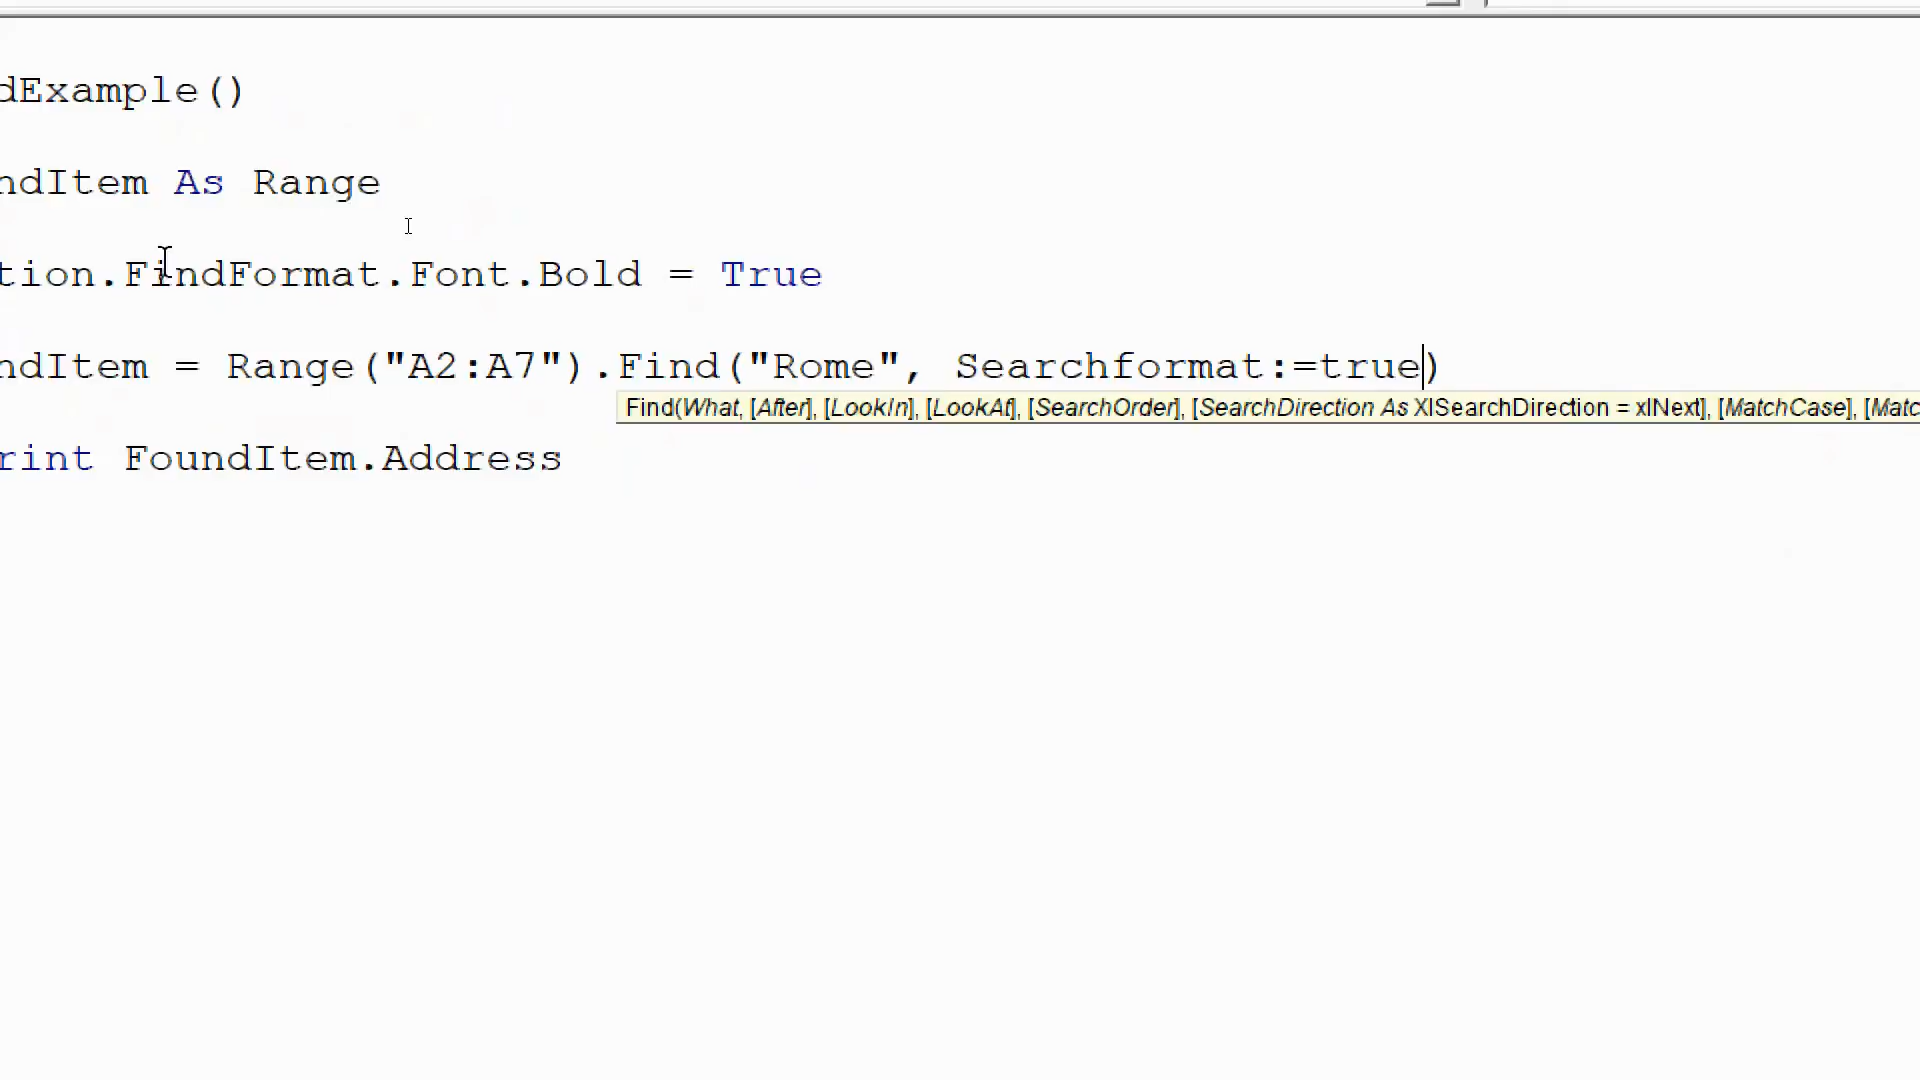 dExample()
ndItem As Range
tion.FindFormat.Font.Bold = True
ndItem = Range("A2:A7").Find("Rome", Searchformat:=true)
Find(What, [After], [LookIn], [LookAt], [SearchOrder], [SearchDirection As XlSearchDirection = xlNext], [MatchCase], [Matc
rint FoundItem.Address